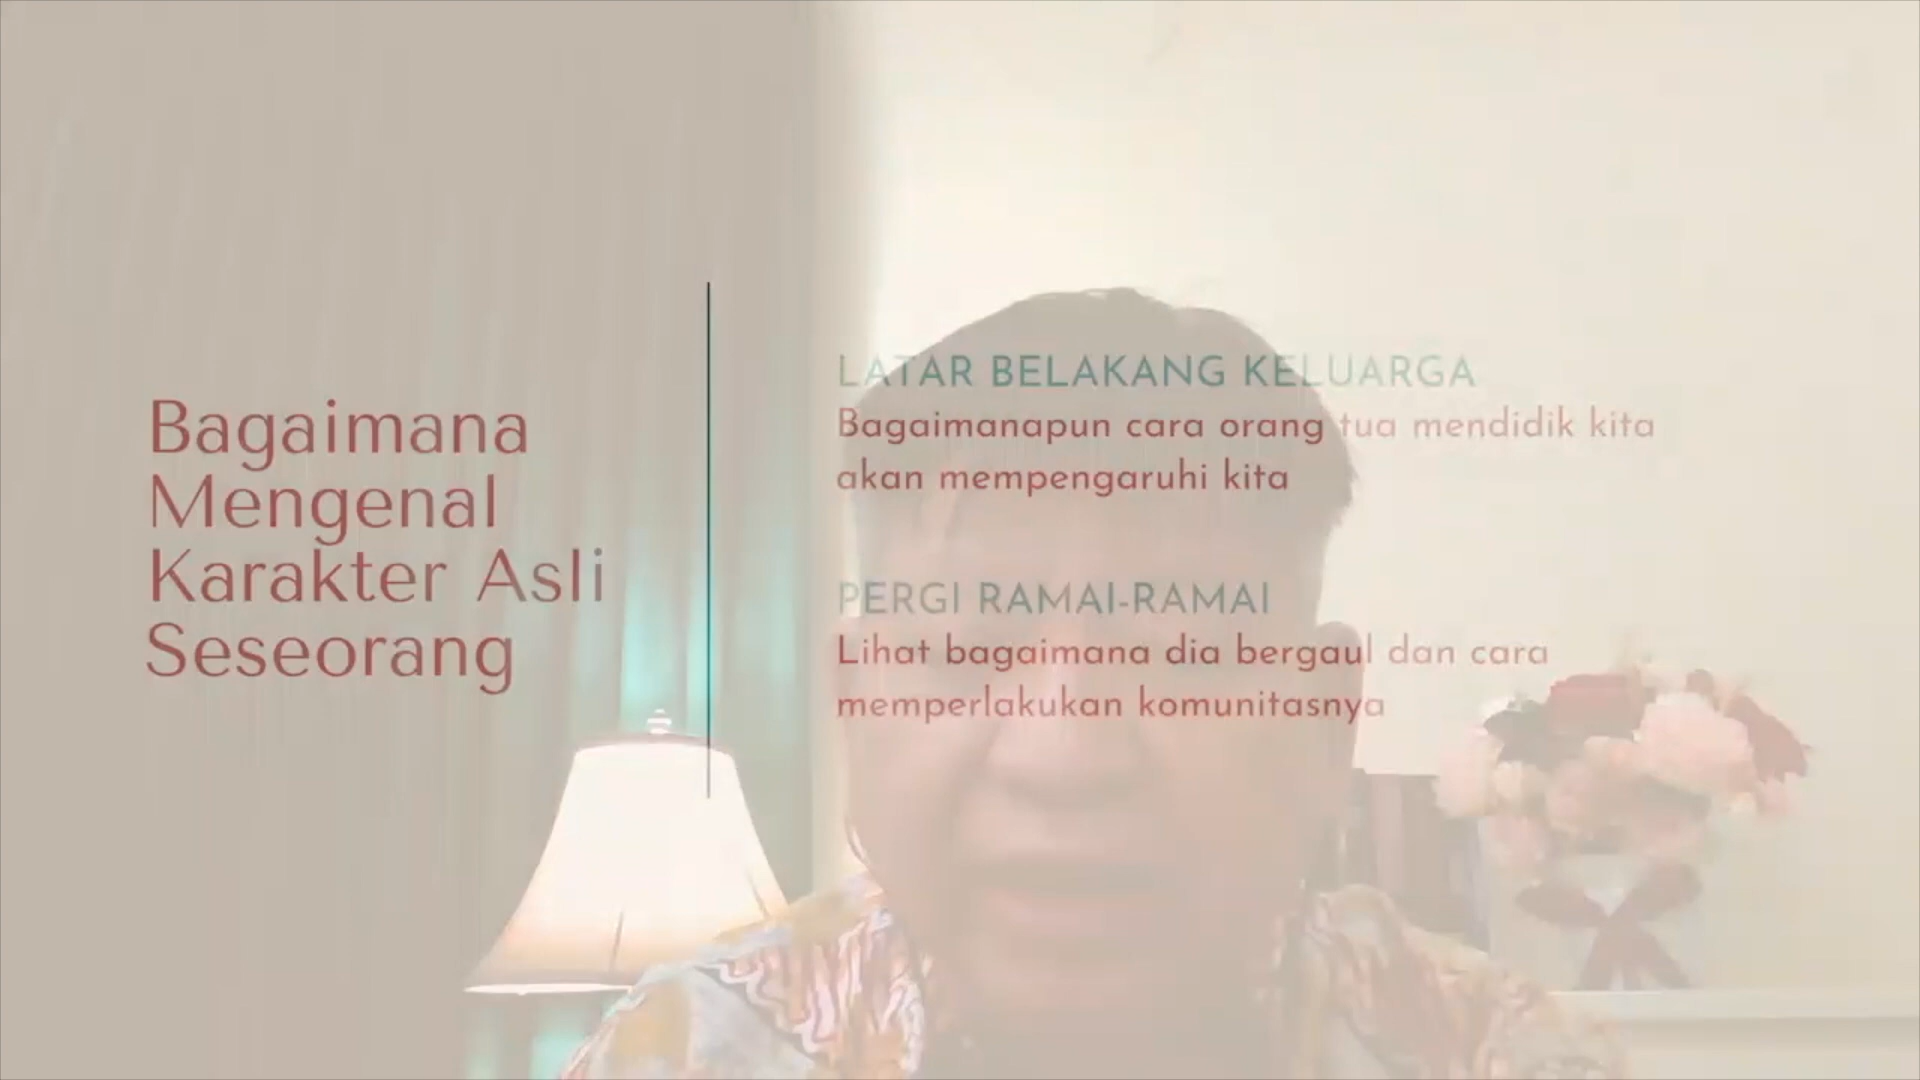 Bagaimana
Mengenal
Karakter Asli
Seseorang
LATAR BELAKANG KELUARGA
Bagaimanapun cara orang tua mendidik kita
akan mempengaruhi kita
PERGI RAMAI-RAMAI
Lihat bagaimana dia bergaul dan cara
memperlakukan komunitasnya